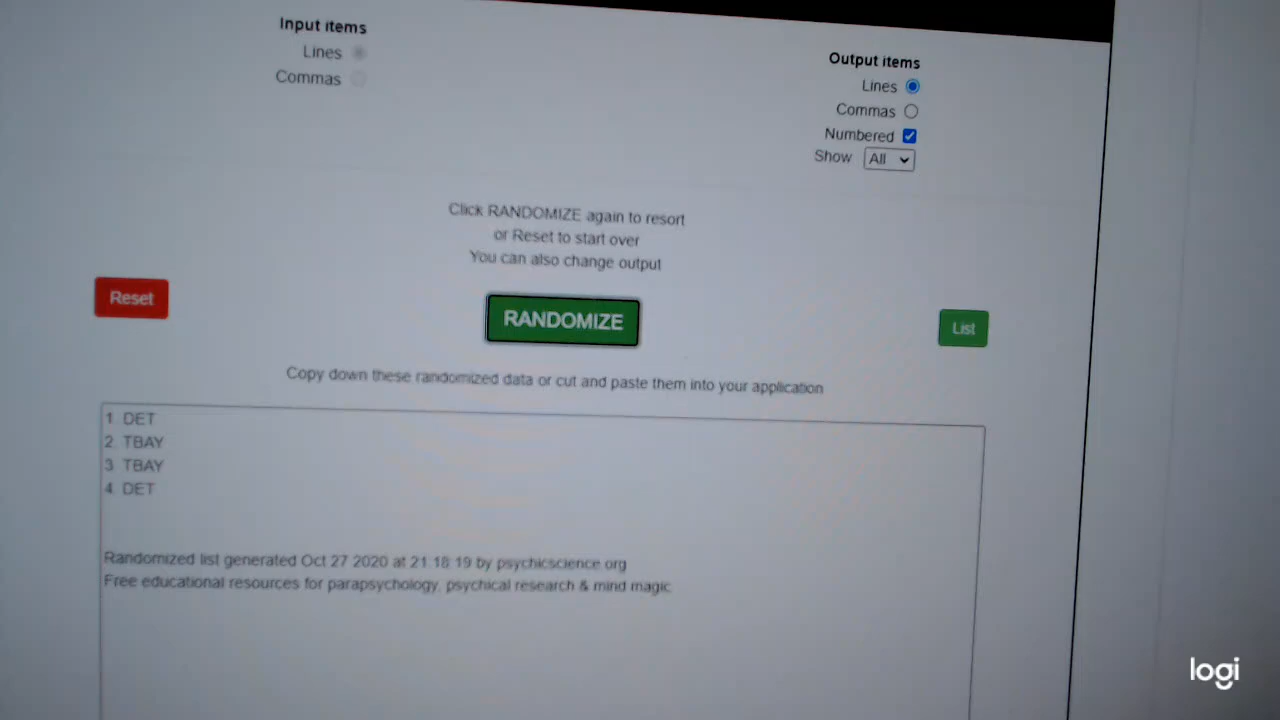 Input items
Lines
Commas
Output items
Lines
Commas
Numbered
Show All
Click RANDOMIZE again to resort
or Reset to start over
You can also change output
Reset
RANDOMIZE
List
Copy down these randomized data or cut and paste them into your application
1. DET
2. TBAY
3. TBAY
4. DET
Randomized list generated Oct 27 2020 at 21:18:19 by psychicscience.org
Free educational resources for parapsychology, psychical research & mind magic
logi